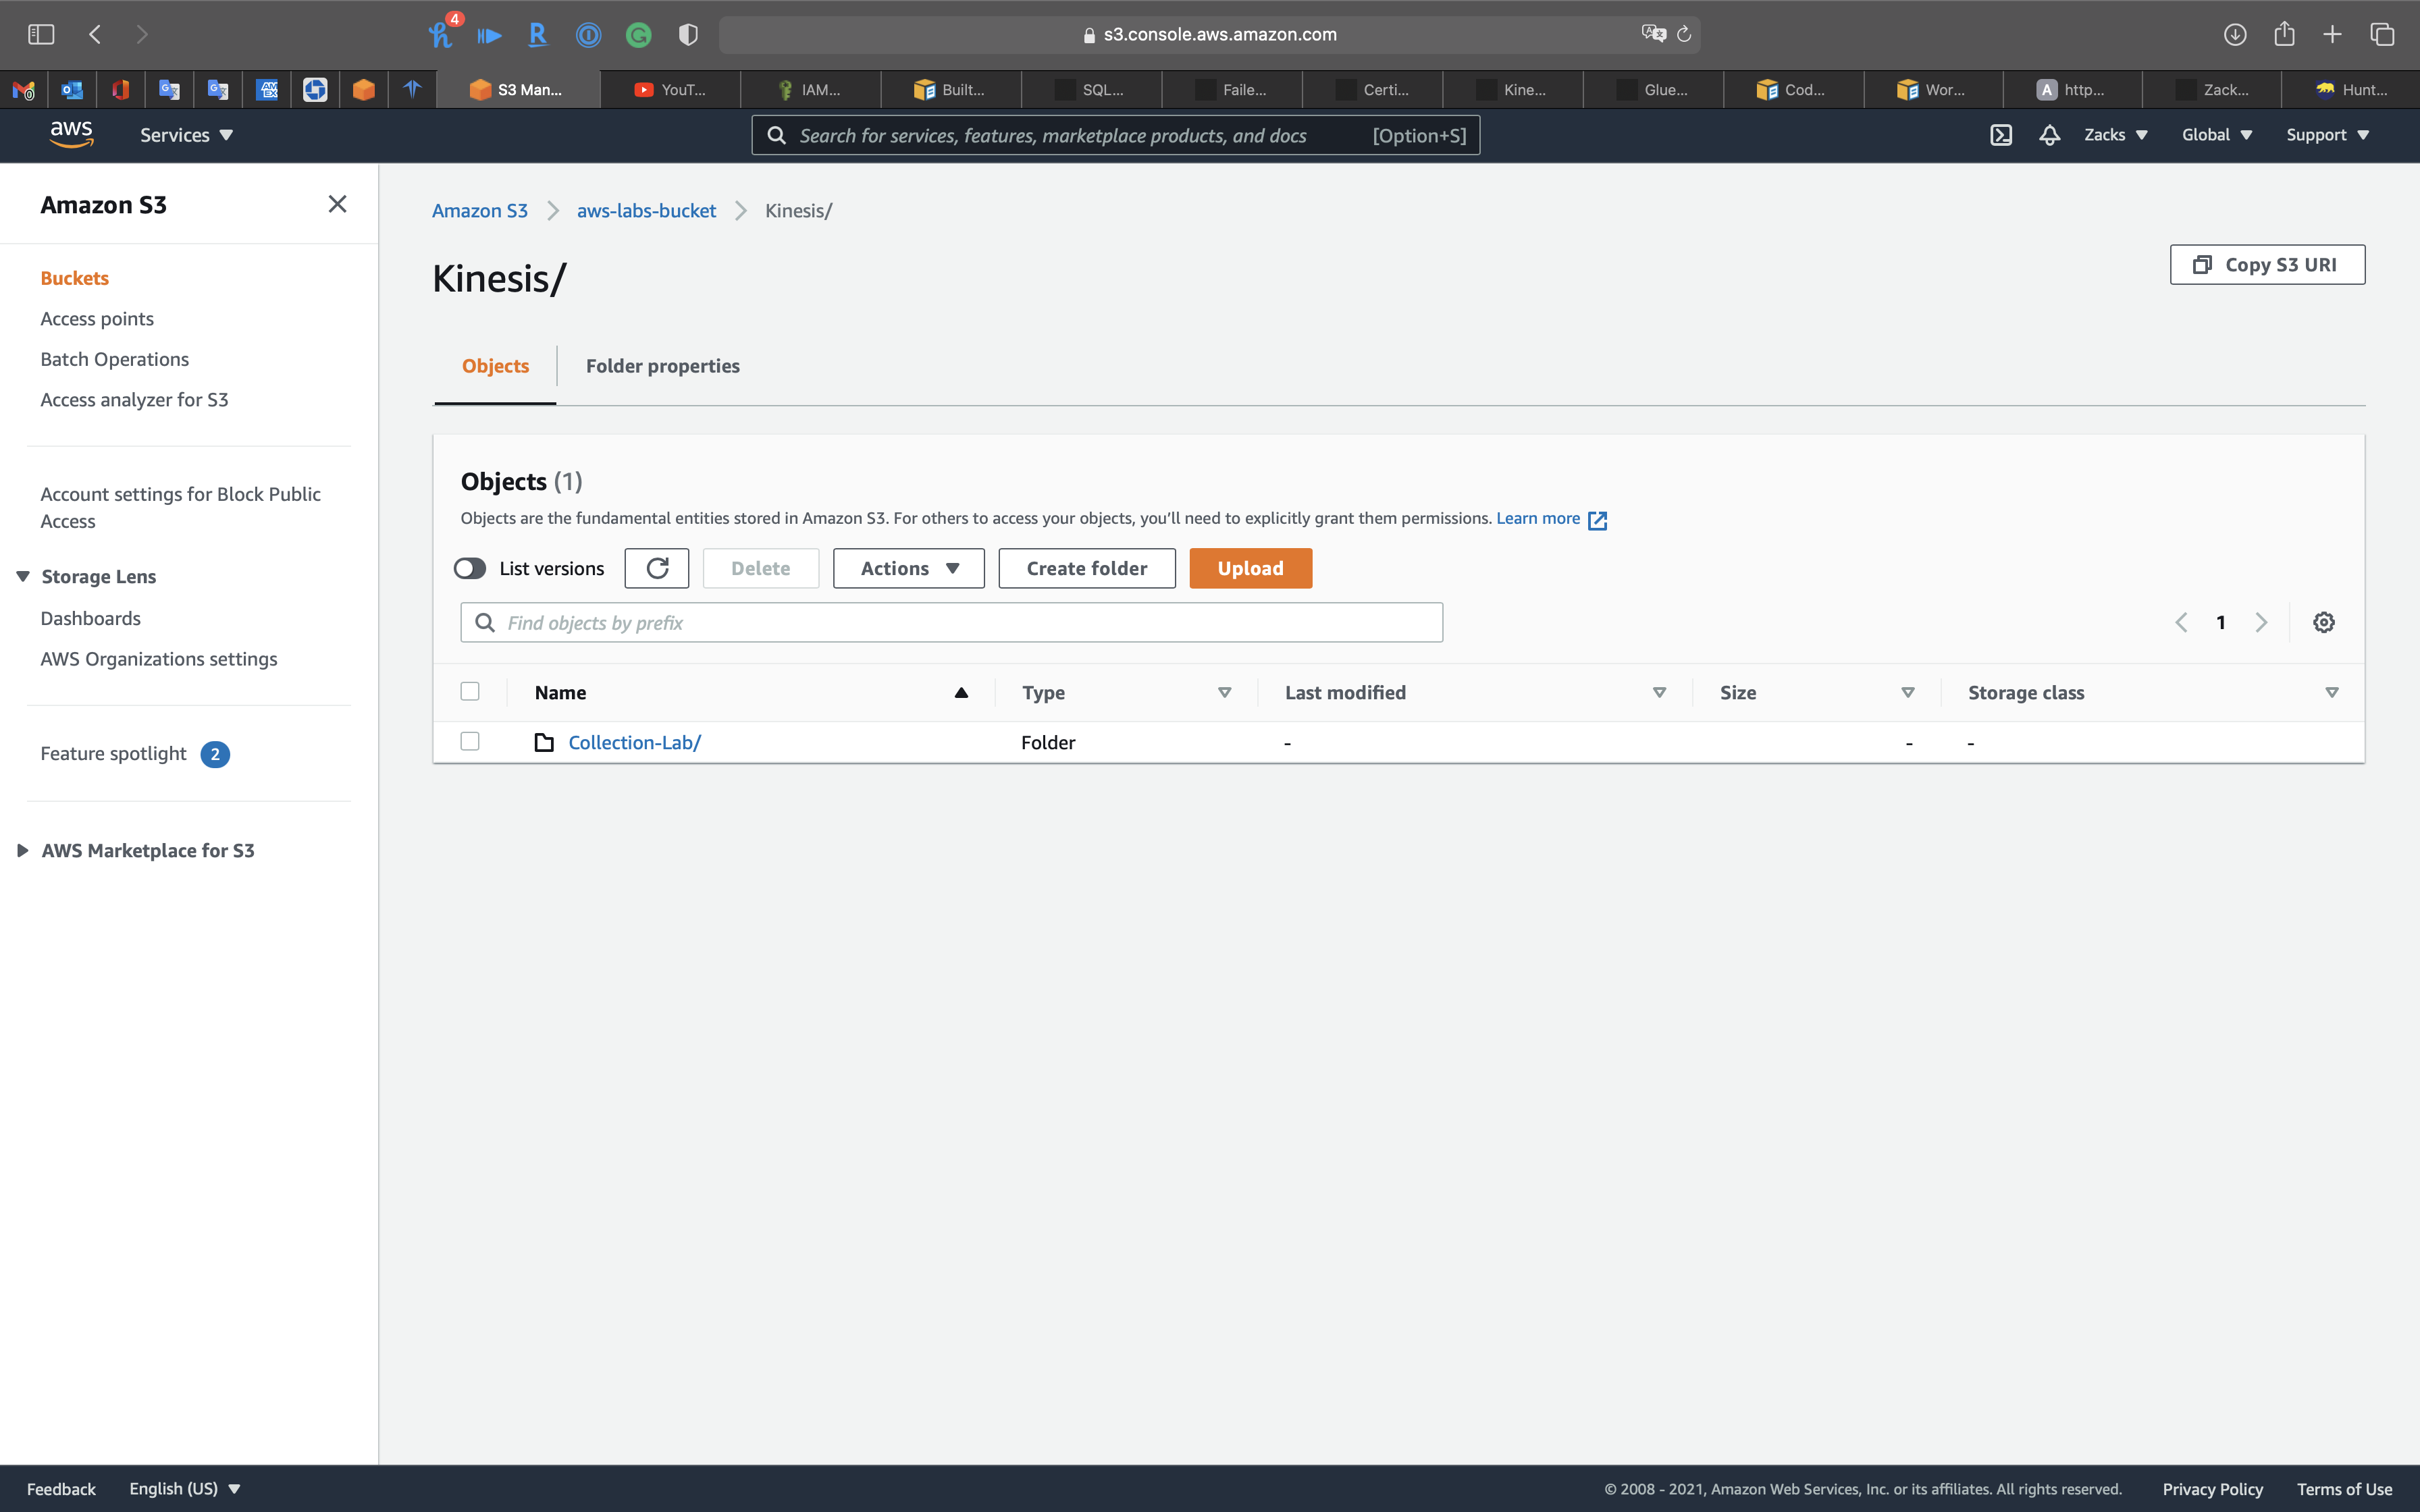 4
s3.console.aws.amazon.com
S3 Man... YouT... IAM... Built... SQL... Faile... Certi... Kine... Glue... Cod... Wor... http... Zack... Hunt...
aws Services Search for services, features, marketplace products, and docs [Option+S] Zacks Global Support
Amazon S3
Buckets
Access points
Batch Operations
Access analyzer for S3
Account settings for Block Public
Access
Storage Lens
Dashboards
AWS Organizations settings
Feature spotlight 2
AWS Marketplace for S3
Amazon S3 aws-labs-bucket Kinesis/
Kinesis/
Copy S3 URI
Objects Folder properties
Objects (1)
Objects are the fundamental entities stored in Amazon S3. For others to access your objects, you’ll need to explicitly grant them permissions. Learn more
List versions Delete Actions Create folder Upload
Find objects by prefix 1
Name Type Last modified Size Storage class
Collection-Lab/ Folder - - -
Feedback English (US) © 2008 - 2021, Amazon Web Services, Inc. or its affiliates. All rights reserved. Privacy Policy Terms of Use